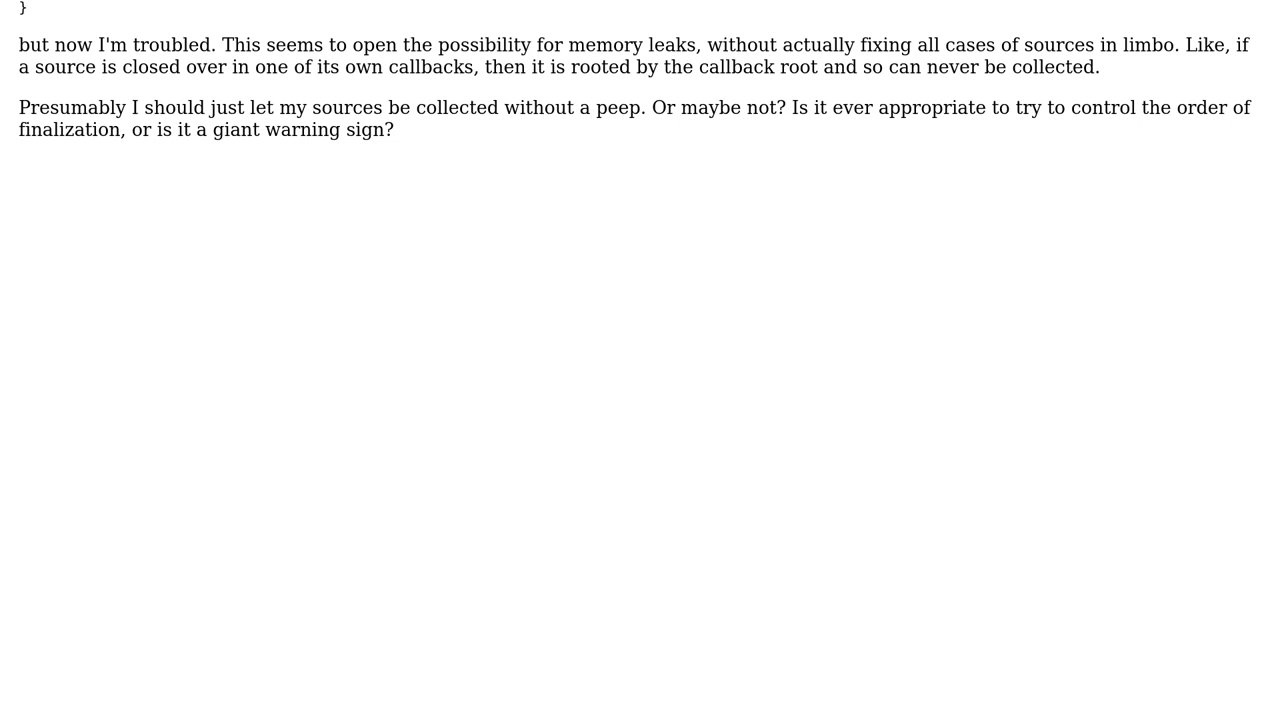 }
but now I'm troubled. This seems to open the possibility for memory leaks, without actually fixing all cases of sources in limbo. Like, if
a source is closed over in one of its own callbacks, then it is rooted by the callback root and so can never be collected.
Presumably I should just let my sources be collected without a peep. Or maybe not? Is it ever appropriate to try to control the order of
finalization, or is it a giant warning sign?